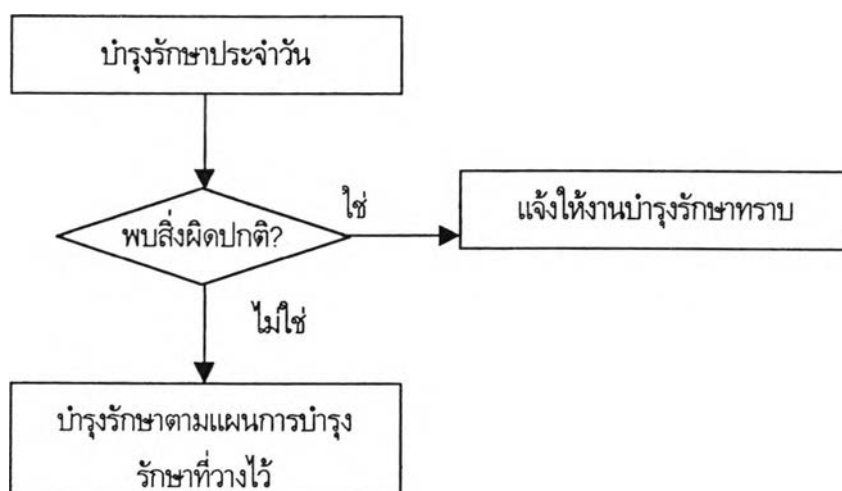 บำรุงรักษาประจำวัน
ใช่
แจ้งให้งานบำรุงรักษาทราบ
พบสิ่งผิดปกติ?
ไม่ใช่
บำรุงรักษาตามแผนการบำรุง
รักษาที่วางไว้